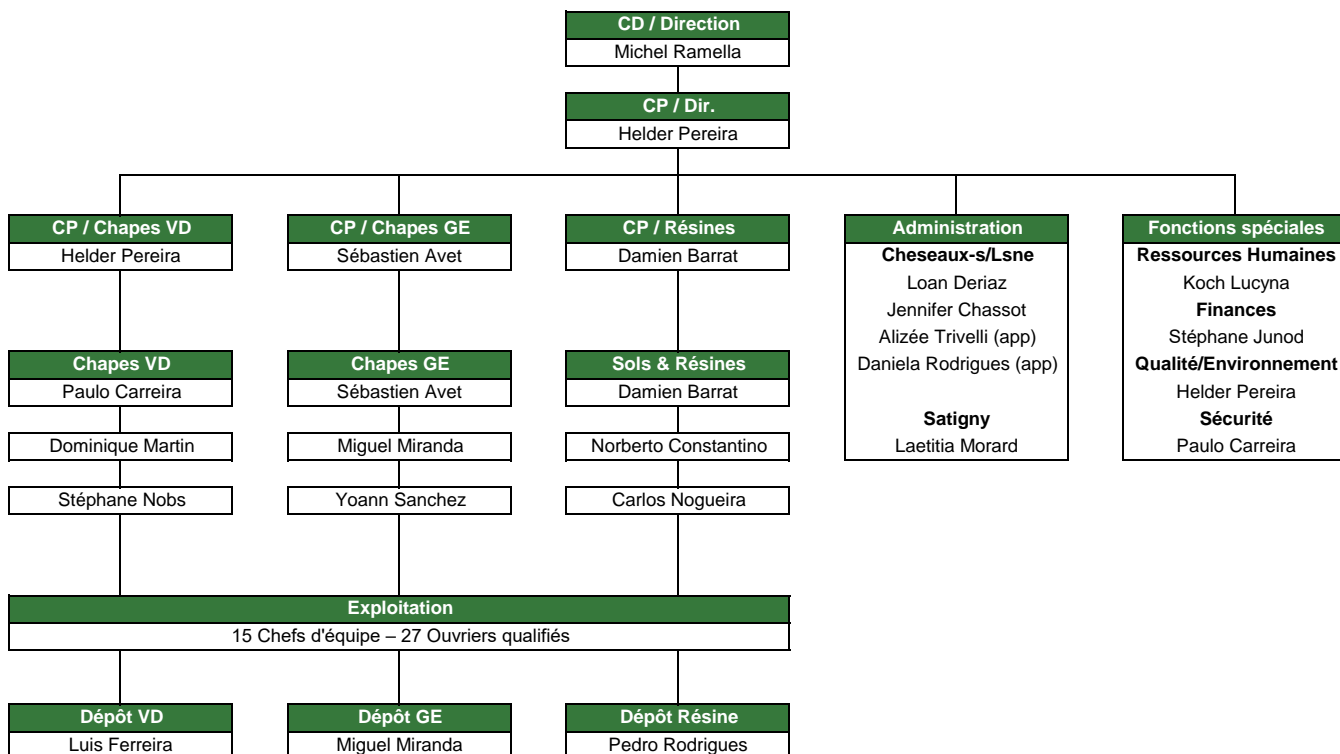 CD / Direction
Michel Ramella
CP / Dir.
Helder Pereira
CP / Chapes VD
Helder Pereira
CP / Chapes GE
Sébastien Avet
CP / Résines
Damien Barrat
Administration
Cheseaux-s/Lsne
Loan Deriaz
Jennifer Chassot
Alizée Trivelli (app)
Daniela Rodrigues (app)
Satigny
Laetitia Morard
Fonctions spéciales
Ressources Humaines
Koch Lucyna
Finances
Stéphane Junod
Qualité/Environnement
Helder Pereira
Sécurité
Paulo Carreira
Chapes VD
Paulo Carreira
Dominique Martin
Stéphane Nobs
Chapes GE
Sébastien Avet
Miguel Miranda
Yoann Sanchez
Sols & Résines
Damien Barrat
Norberto Constantino
Carlos Nogueira
Exploitation
15 Chefs d'équipe – 27 Ouvriers qualifiés
Dépôt VD
Luis Ferreira
Dépôt GE
Miguel Miranda
Dépôt Résine
Pedro Rodrigues